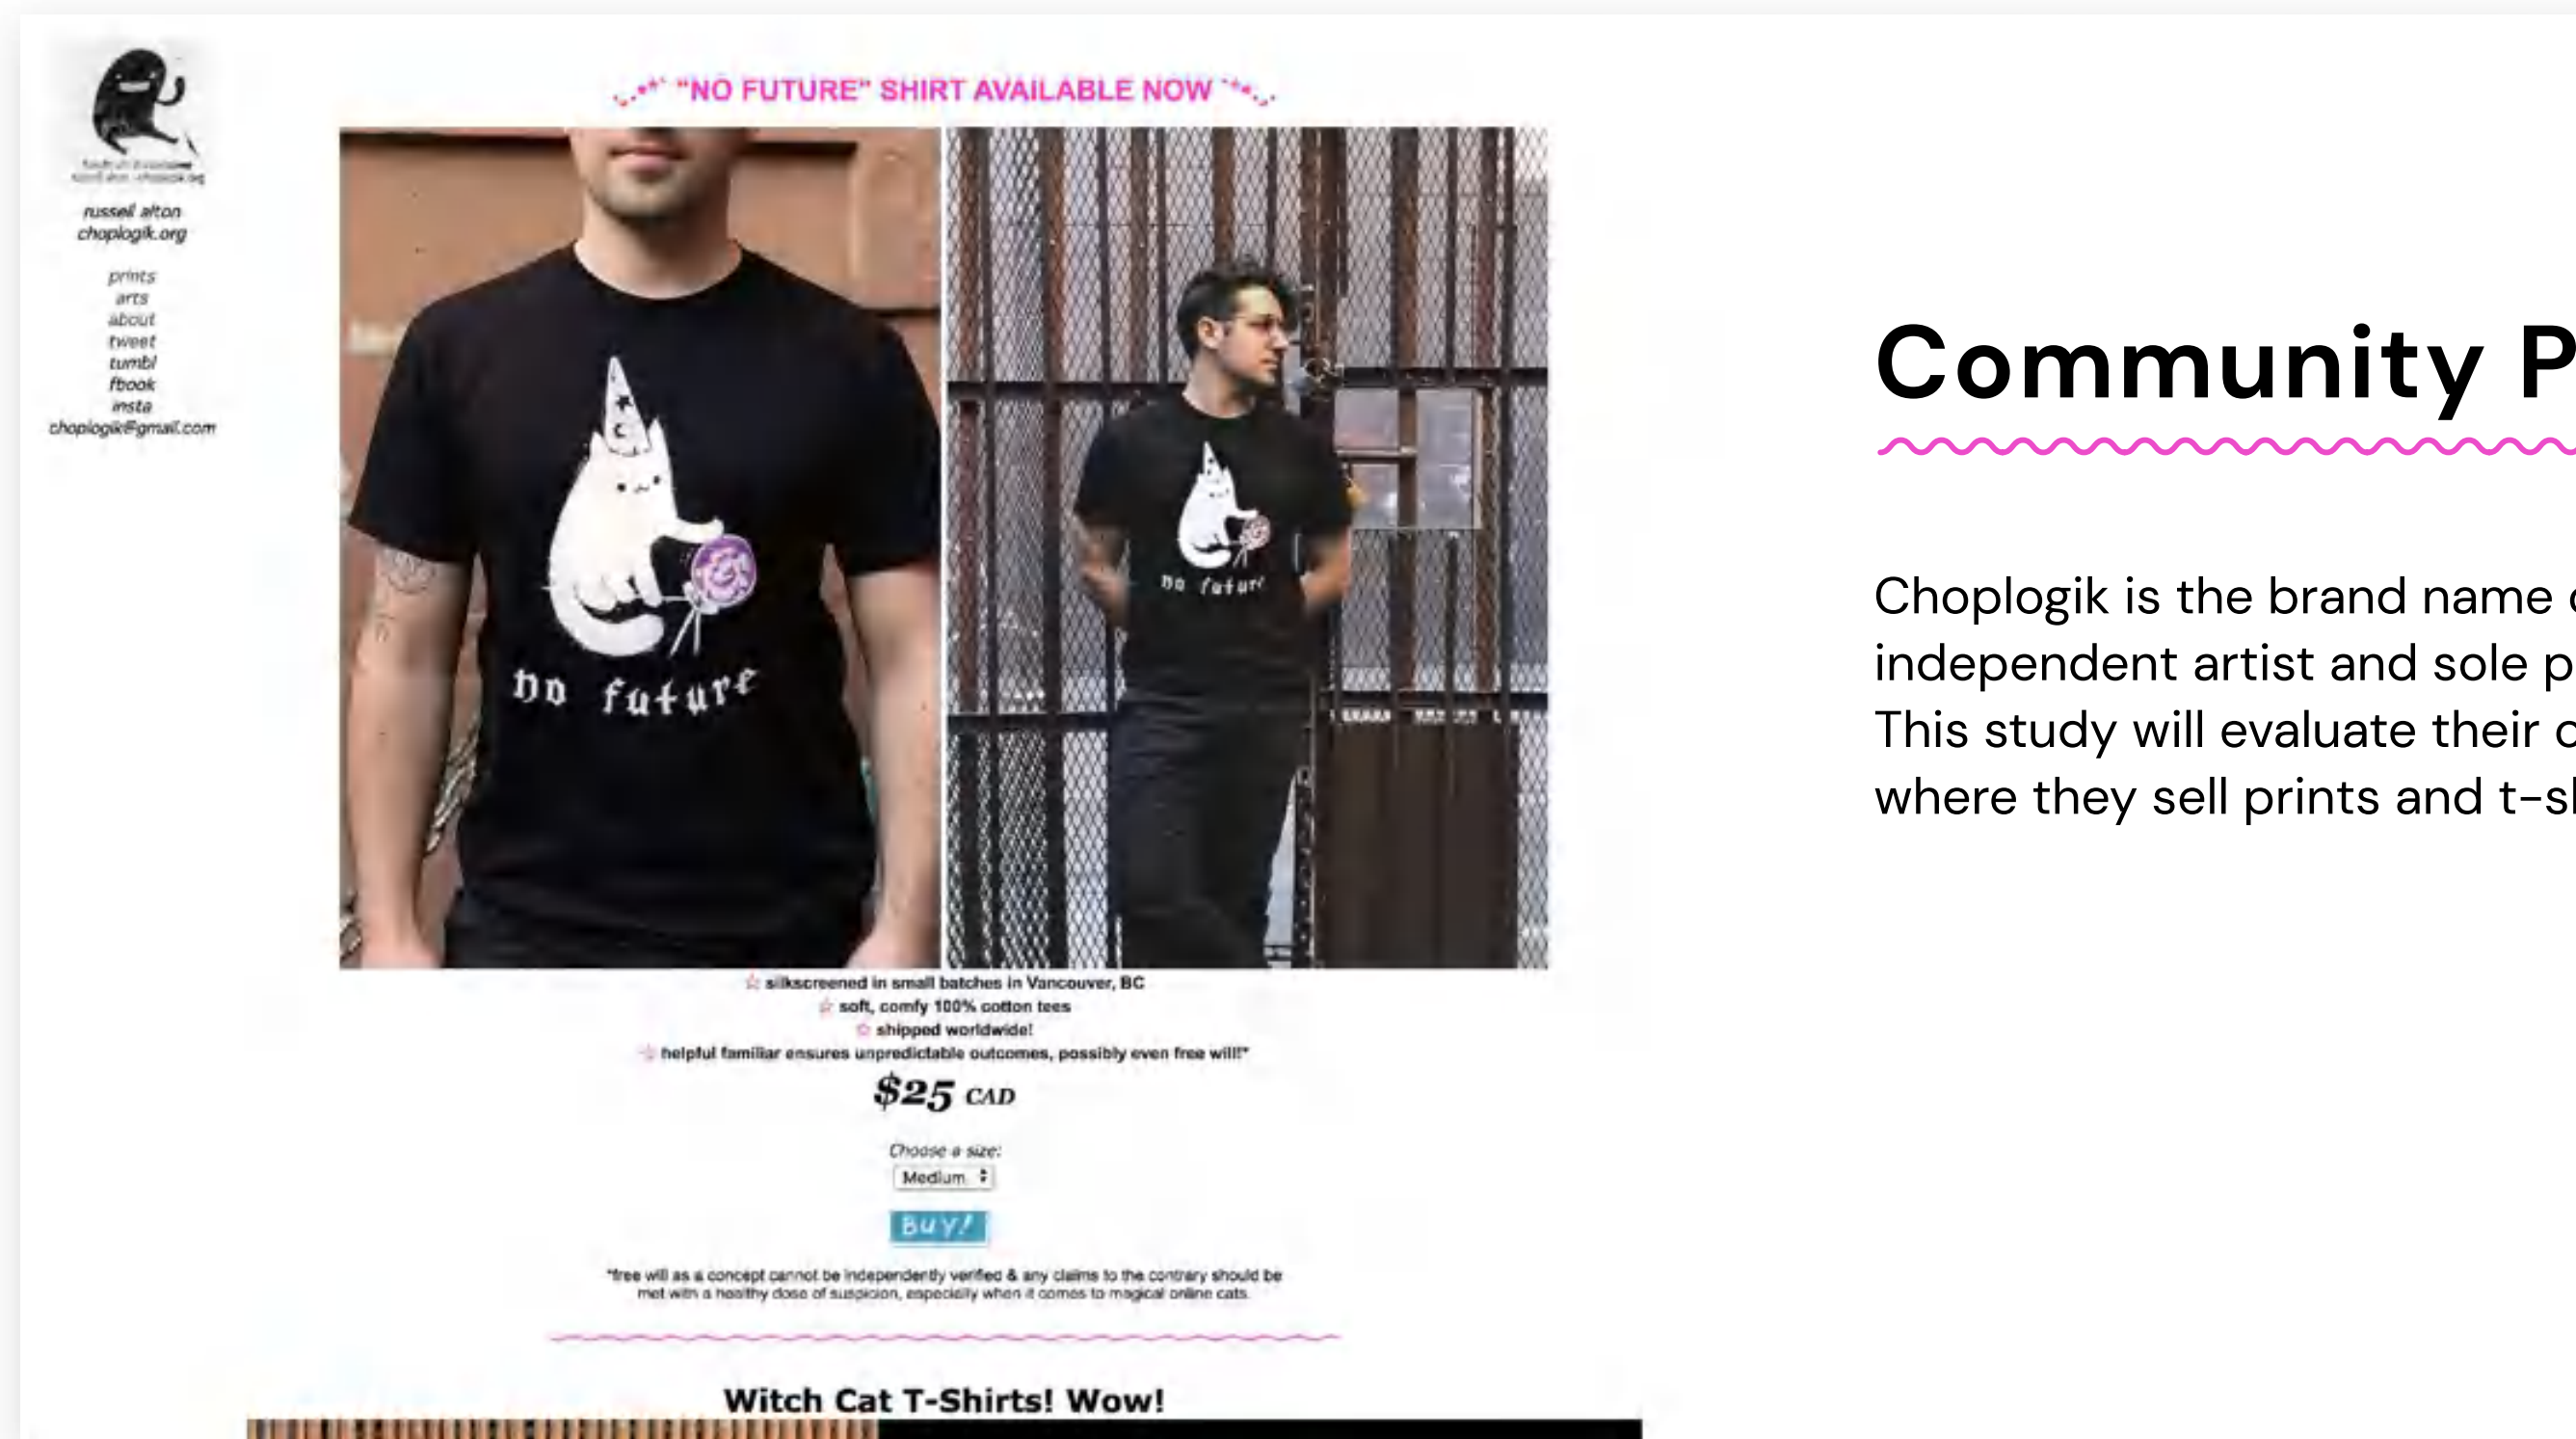 russell alton
choplogik.org
prints
arts
about
tweet
tumbl
fbook
insta
choplogik@gmail.com
"NO FUTURE" SHIRT AVAILABLE NOW
no future
no future
☆ silkscreened in small batches in Vancouver, BC
☆ soft, comfy 100% cotton tees
☆ shipped worldwide!
☆ helpful familiar ensures unpredictable outcomes, possibly even free will!*
$25 CAD
Choose a size:
Medium
BUY!
*free will as a concept cannot be independently verified & any claims to the contrary should be
met with a healthy dose of suspicion, especially when it comes to magical online cats.
Witch Cat T-Shirts! Wow!
Community P
Choplogik is the brand name
independent artist and sole p
This study will evaluate their
where they sell prints and t-s